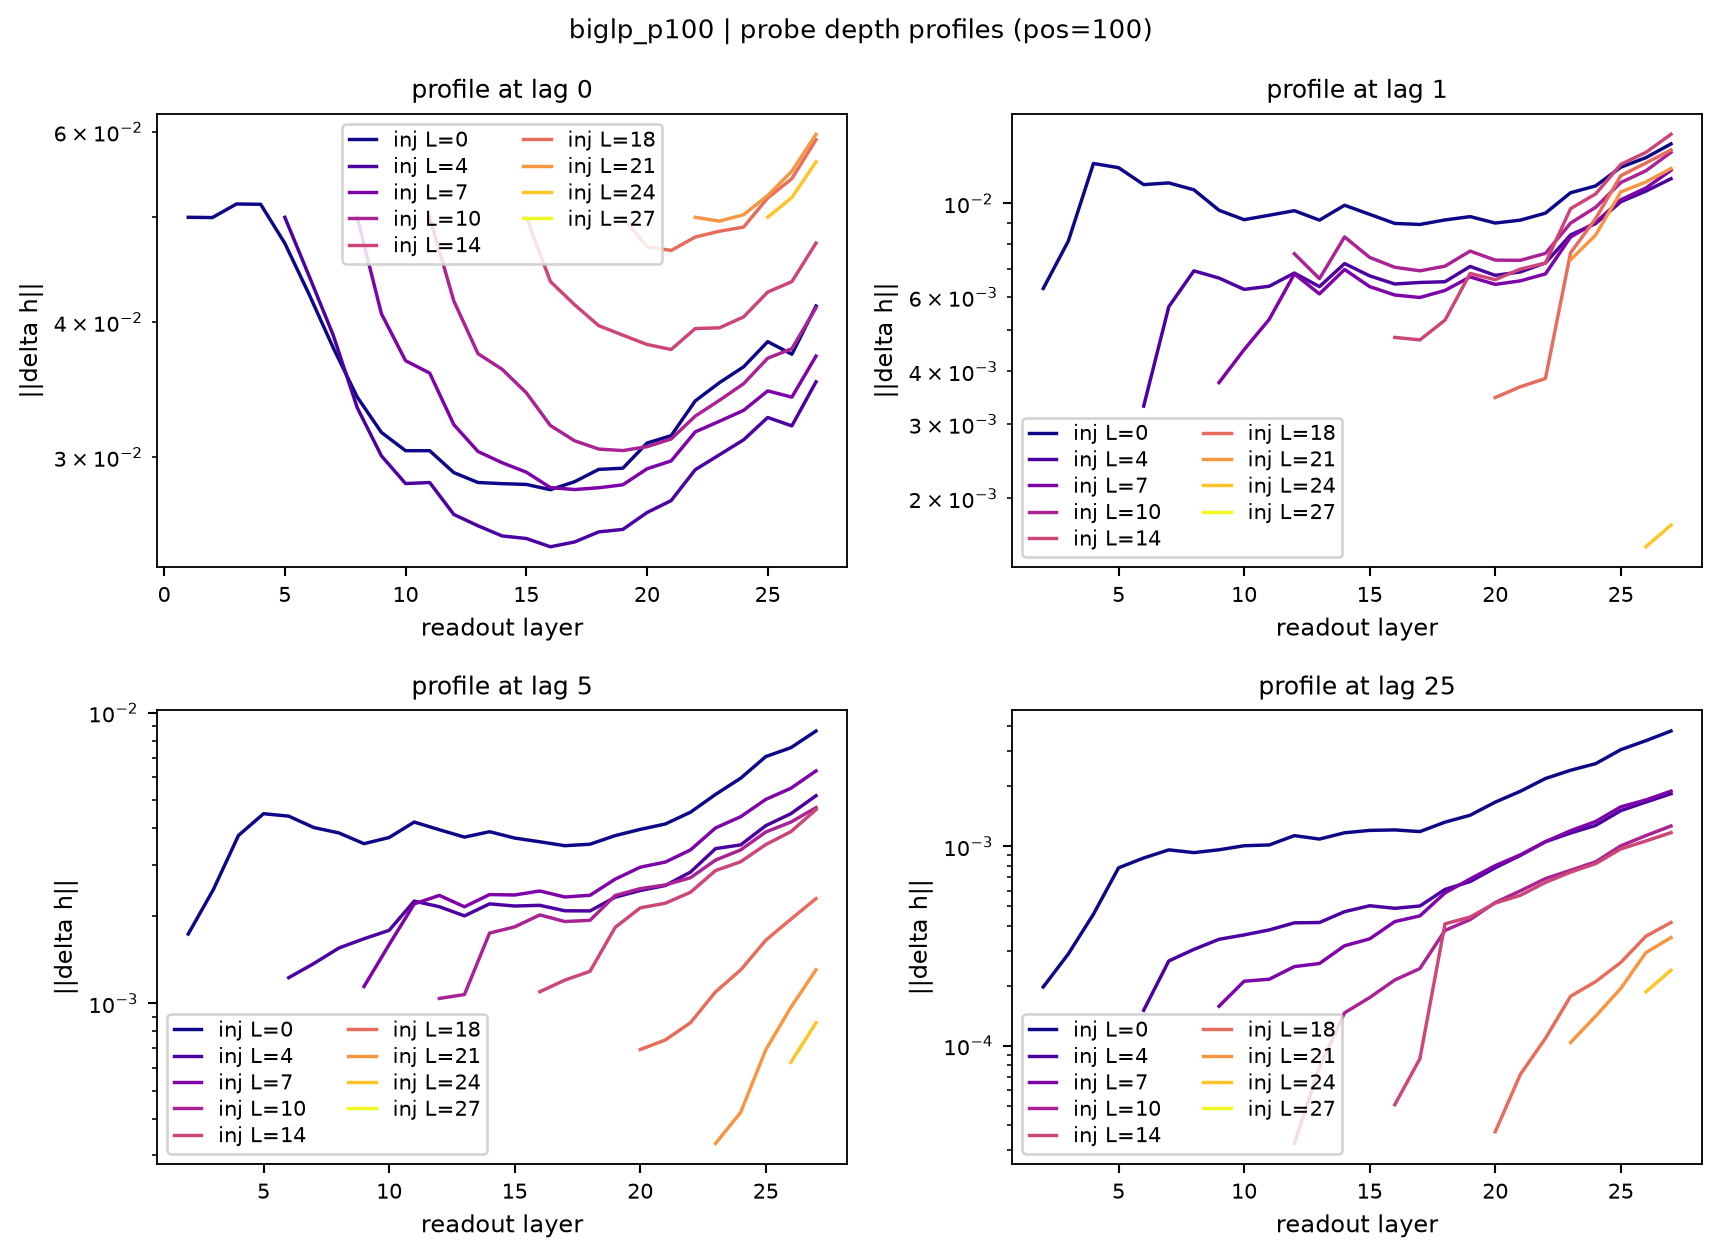 biglp_p100 | probe depth profiles (pos=100)
profile at lag 0
6 × 10⁻²
4 × 10⁻²
3 × 10⁻²
||delta h||
inj L=0
inj L=4
inj L=7
inj L=10
inj L=14
inj L=18
inj L=21
inj L=24
inj L=27
0 5 10 15 20 25
readout layer
profile at lag 1
10⁻²
6 × 10⁻³
4 × 10⁻³
3 × 10⁻³
2 × 10⁻³
||delta h||
inj L=0
inj L=4
inj L=7
inj L=10
inj L=14
inj L=18
inj L=21
inj L=24
inj L=27
5 10 15 20 25
readout layer
profile at lag 5
10⁻²
10⁻³
||delta h||
inj L=0
inj L=4
inj L=7
inj L=10
inj L=14
inj L=18
inj L=21
inj L=24
inj L=27
5 10 15 20 25
readout layer
profile at lag 25
10⁻³
10⁻⁴
||delta h||
inj L=0
inj L=4
inj L=7
inj L=10
inj L=14
inj L=18
inj L=21
inj L=24
inj L=27
5 10 15 20 25
readout layer